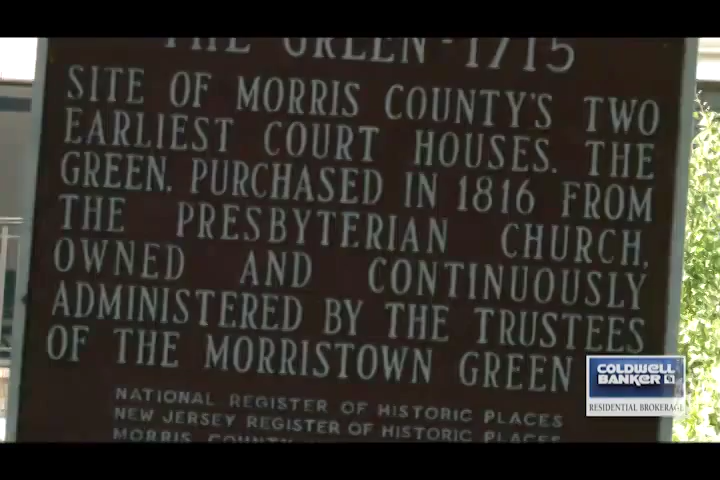 THE GREEN - 1715
SITE OF MORRIS COUNTY'S TWO
EARLIEST COURT HOUSES. THE
GREEN, PURCHASED IN 1816 FROM
THE PRESBYTERIAN CHURCH,
OWNED AND CONTINUOUSLY
ADMINISTERED BY THE TRUSTEES
OF THE MORRISTOWN GREEN
NATIONAL REGISTER OF HISTORIC PLACES
NEW JERSEY REGISTER OF HISTORIC PLACES
MORRIS COUNTY
COLDWELL
BANKER
RESIDENTIAL BROKERAGE